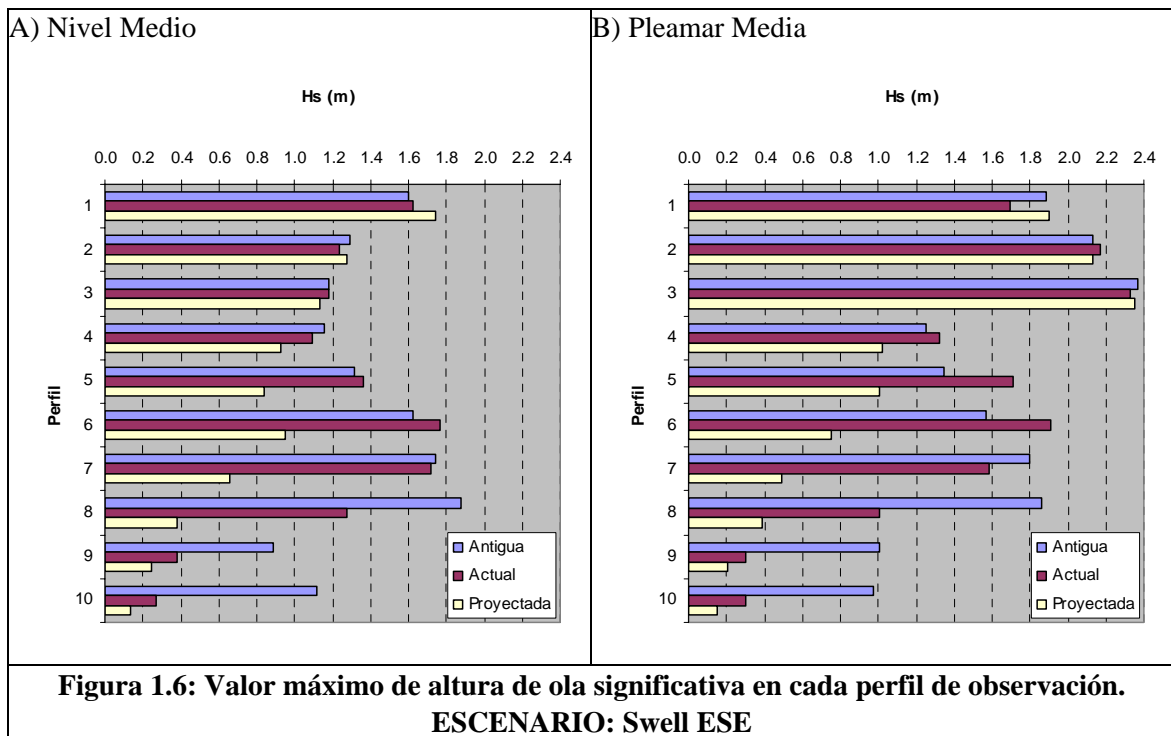 A) Nivel Medio
Hs (m)
0.0 0.2 0.4 0.6 0.8 1.0 1.2 1.4 1.6 1.8 2.0 2.2 2.4
Perfil
1
2
3
4
5
6
7
8
9
10
Antigua
Actual
Proyectada
B) Pleamar Media
Hs (m)
0.0 0.2 0.4 0.6 0.8 1.0 1.2 1.4 1.6 1.8 2.0 2.2 2.4
Perfil
1
2
3
4
5
6
7
8
9
10
Antigua
Actual
Proyectada
Figura 1.6: Valor máximo de altura de ola significativa en cada perfil de observación.
ESCENARIO: Swell ESE